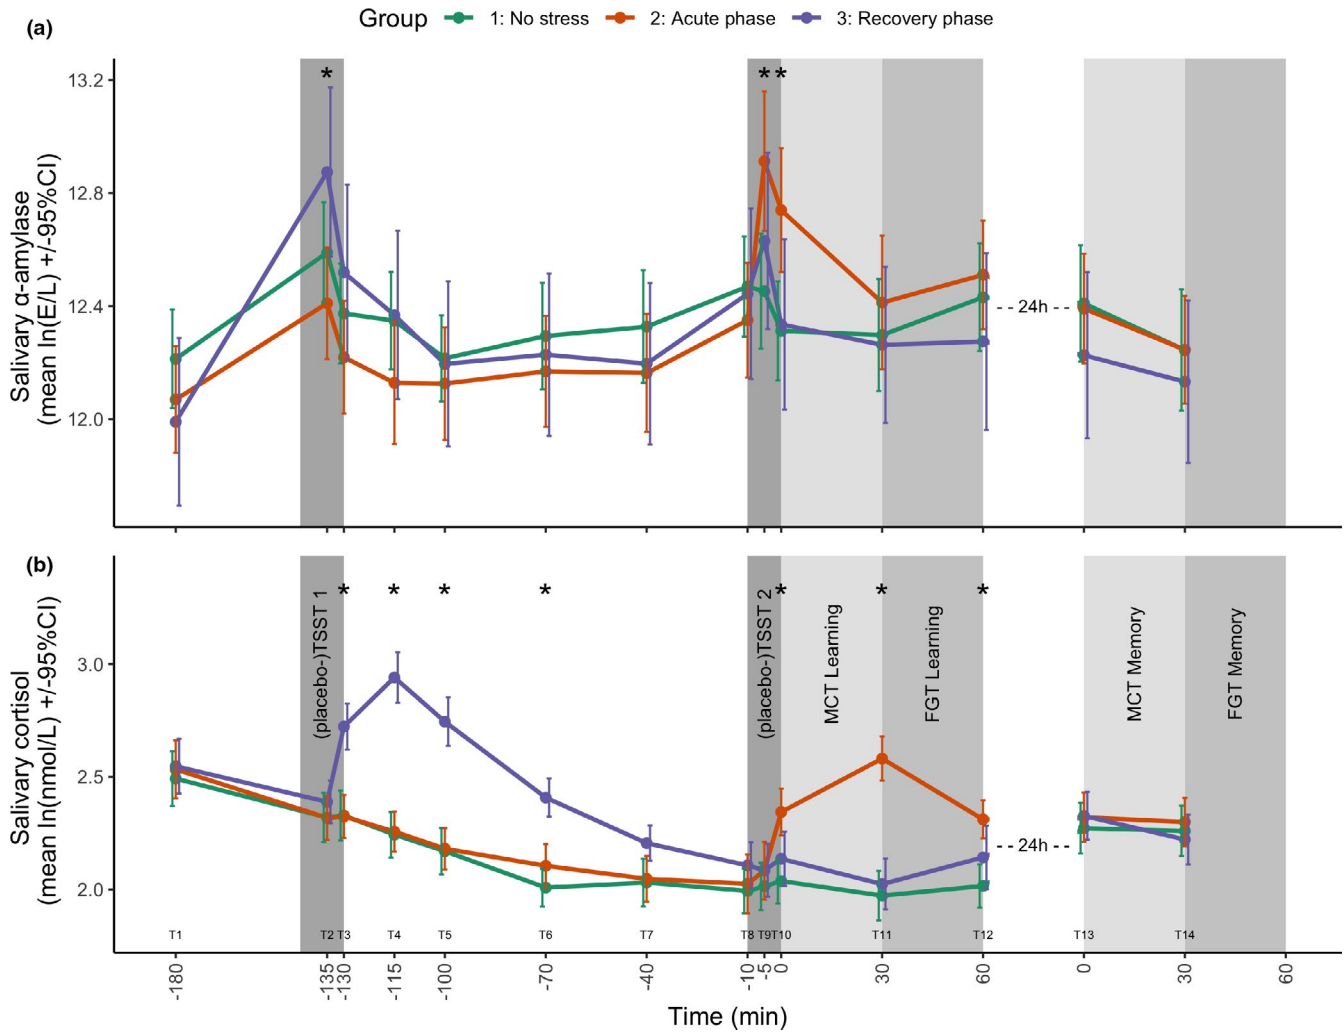 Group 1: No stress 2: Acute phase 3: Recovery phase
(a)
* * *
Salivary α-amylase
(mean ln(E/L) +/-95%CI)
13.2
12.8
12.4
12.0
24h
(b)
* * * * * * *
Salivary cortisol
(mean ln(nmol/L) +/-95%CI)
3.0
2.5
2.0
(placebo-)TSST 1
(placebo-)TSST 2
MCT Learning
FGT Learning
MCT Memory
FGT Memory
24h
T1 T2 T3 T4 T5 T6 T7 T8 T9 T10 T11 T12 T13 T14
-180 -135 -130 -115 -100 -70 -40 -10 -5 0 30 60 0 30 60
Time (min)